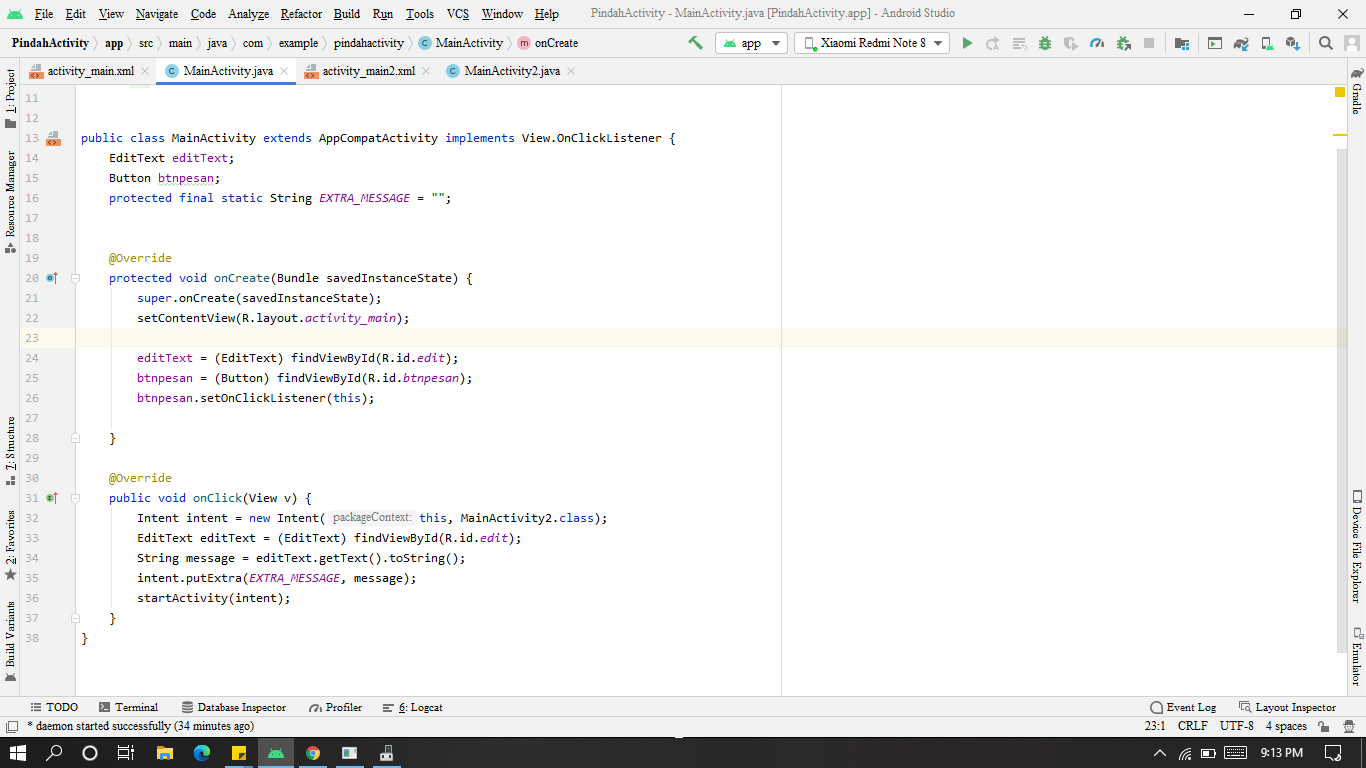 File Edit View Navigate Code Analyze Refactor Build Run Tools VCS Window Help PindahActivity - MainActivity.java [PindahActivity.app] - Android Studio
PindahActivity app src main java com example pindahactivity C MainActivity m onCreate app Xiaomi Redmi Note 8
activity_main.xml C MainActivity.java activity_main2.xml C MainActivity2.java
1: Project
Resource Manager
7: Structure
2: Favorites
Build Variants
11
12
13 public class MainActivity extends AppCompatActivity implements View.OnClickListener {
14 EditText editText;
15 Button btnpesan;
16 protected final static String EXTRA_MESSAGE = "";
17
18
19 @Override
20 protected void onCreate(Bundle savedInstanceState) {
21 super.onCreate(savedInstanceState);
22 setContentView(R.layout.activity_main);
23
24 editText = (EditText) findViewById(R.id.edit);
25 btnpesan = (Button) findViewById(R.id.btnpesan);
26 btnpesan.setOnClickListener(this);
27
28 }
29
30 @Override
31 public void onClick(View v) {
32 Intent intent = new Intent( packageContext: this, MainActivity2.class);
33 EditText editText = (EditText) findViewById(R.id.edit);
34 String message = editText.getText().toString();
35 intent.putExtra(EXTRA_MESSAGE, message);
36 startActivity(intent);
37 }
38 }
Gradle
Device File Explorer
Emulator
TODO Terminal Database Inspector Profiler 6: Logcat Event Log Layout Inspector
* daemon started successfully (34 minutes ago) 23:1 CRLF UTF-8 4 spaces
9:13 PM